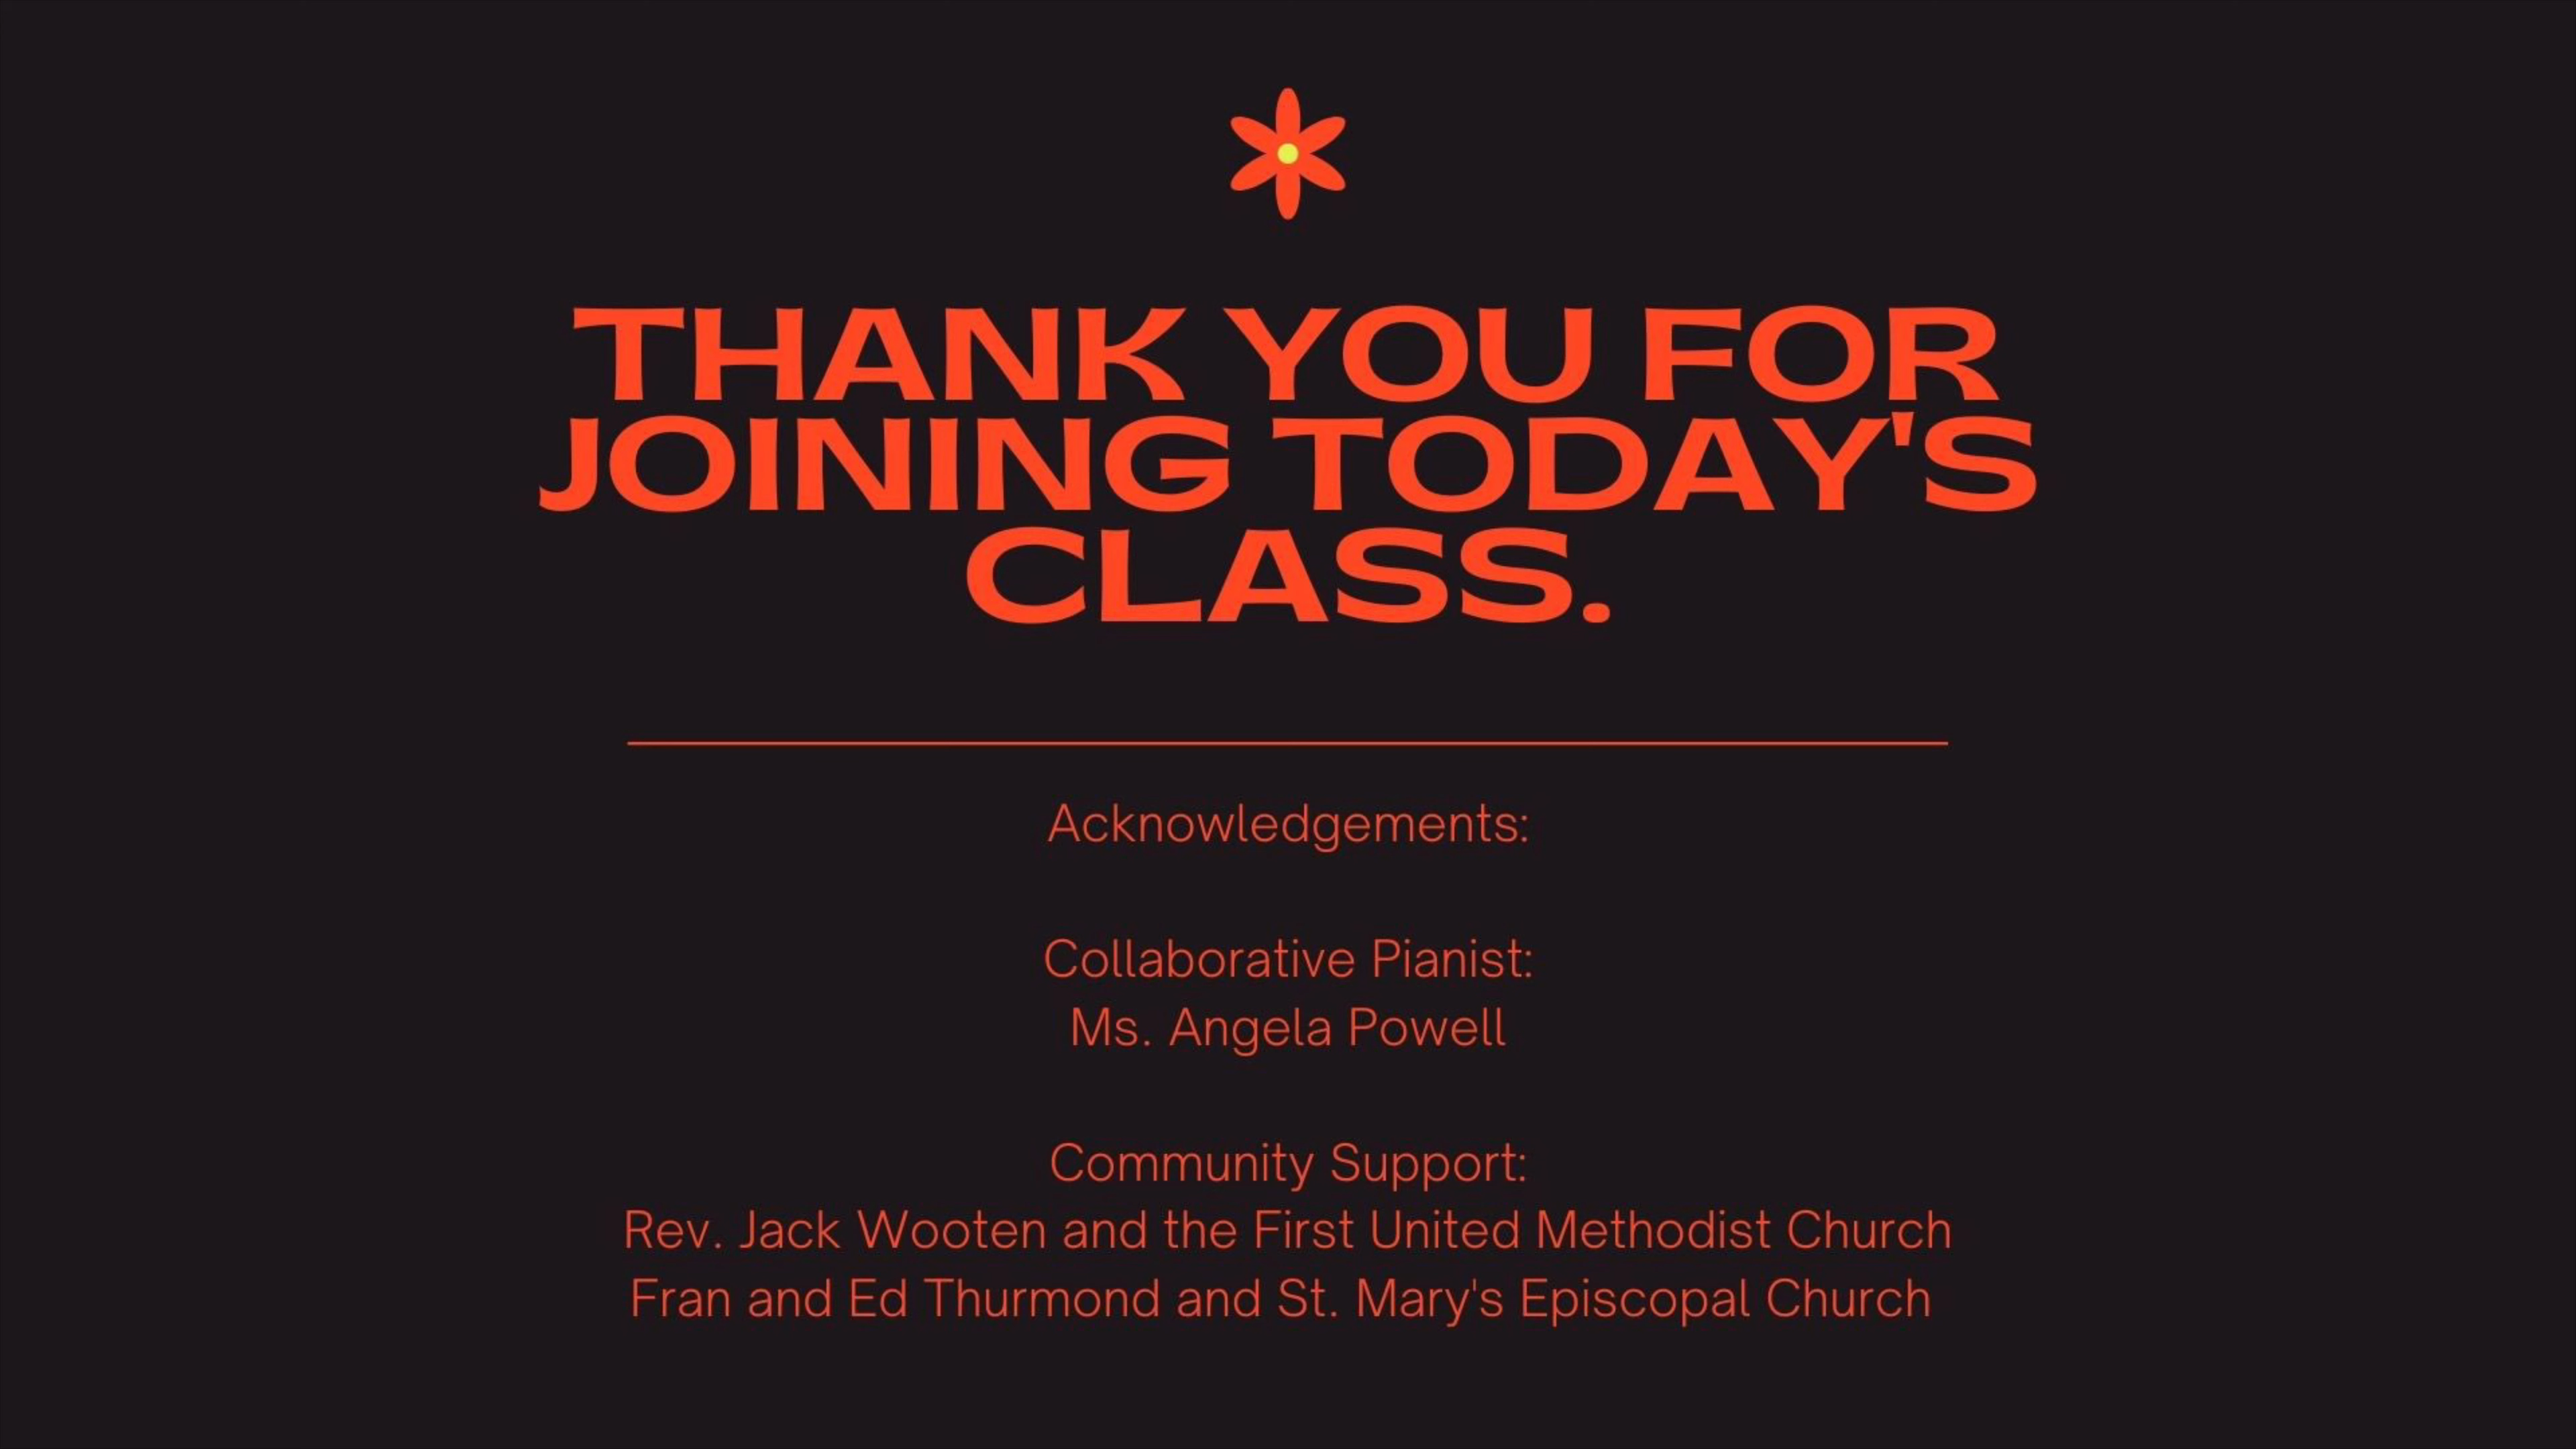 THANK YOU FOR
JOINING TODAY'S
CLASS.
Acknowledgements:
Collaborative Pianist:
Ms. Angela Powell
Community Support:
Rev. Jack Wooten and the First United Methodist Church
Fran and Ed Thurmond and St. Mary's Episcopal Church